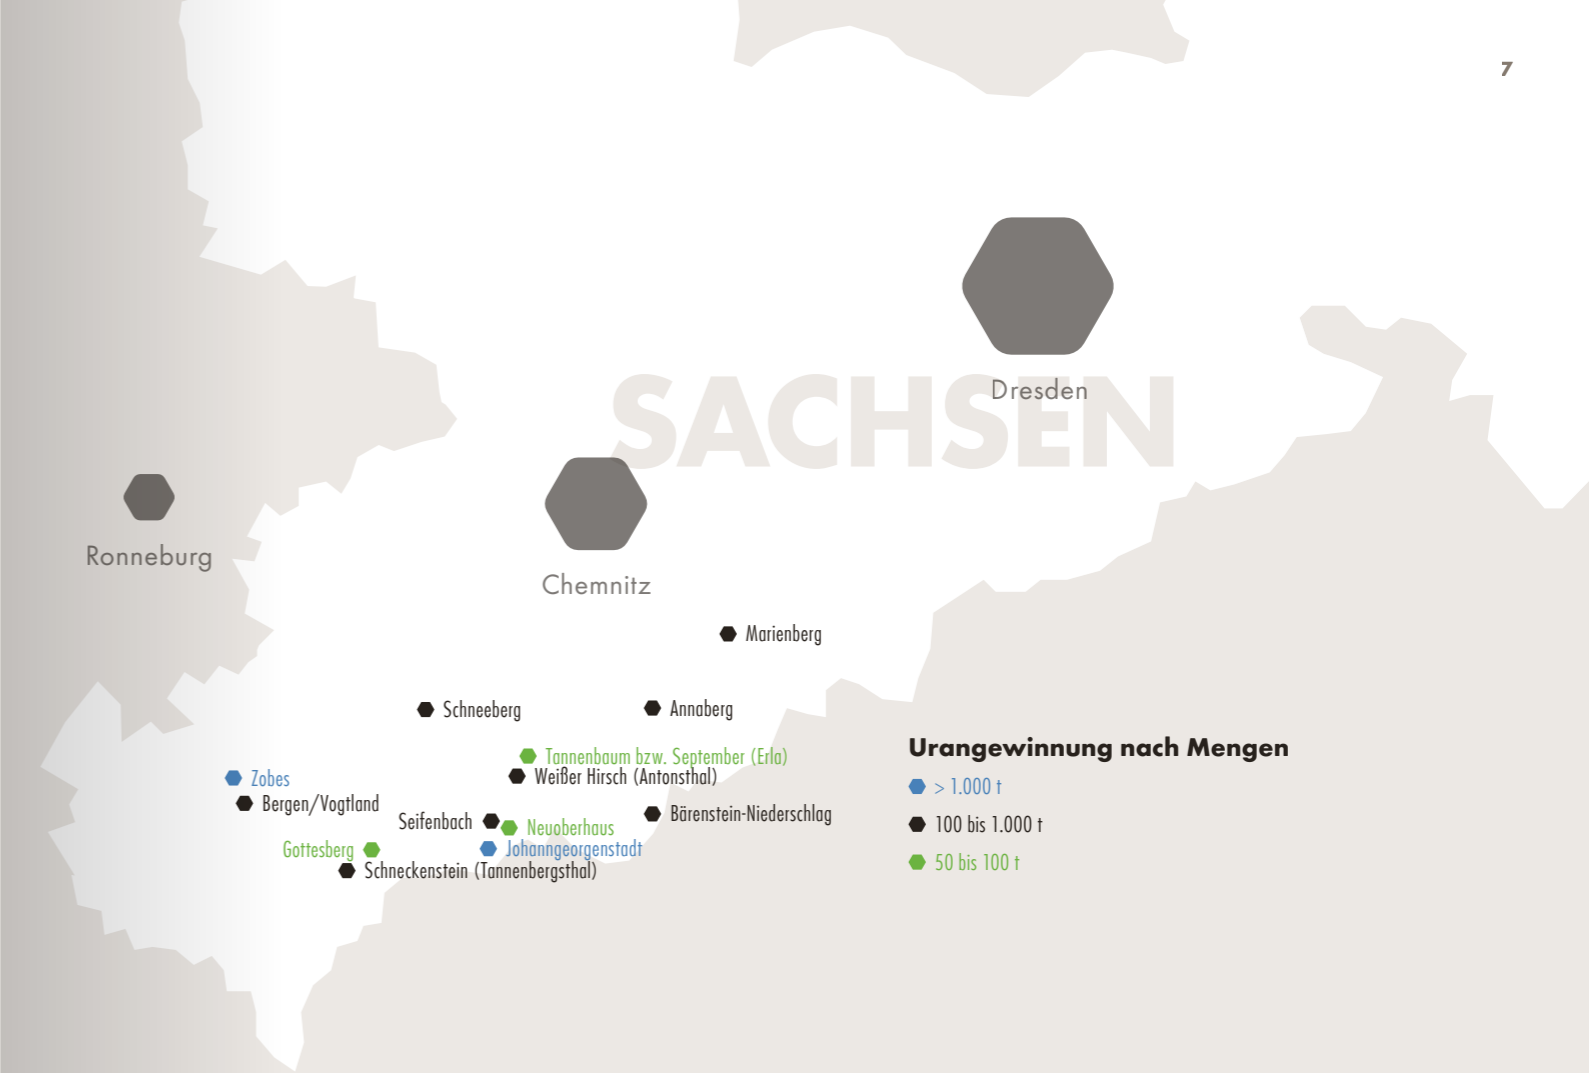 7
SACHSEN
Dresden
Ronneburg
Chemnitz
Marienberg
Schneeberg
Annaberg
Tannenbaum bzw. September (Erla)
Weißer Hirsch (Antonsthal)
Zobes
Bergen/Vogtland
Seifenbach
Neuoberhaus
Bärenstein-Niederschlag
Gottesberg
Johanngeorgenstadt
Schneckenstein (Tannenbergsthal)
Urangewinnung nach Mengen
> 1.000 t
100 bis 1.000 t
50 bis 100 t